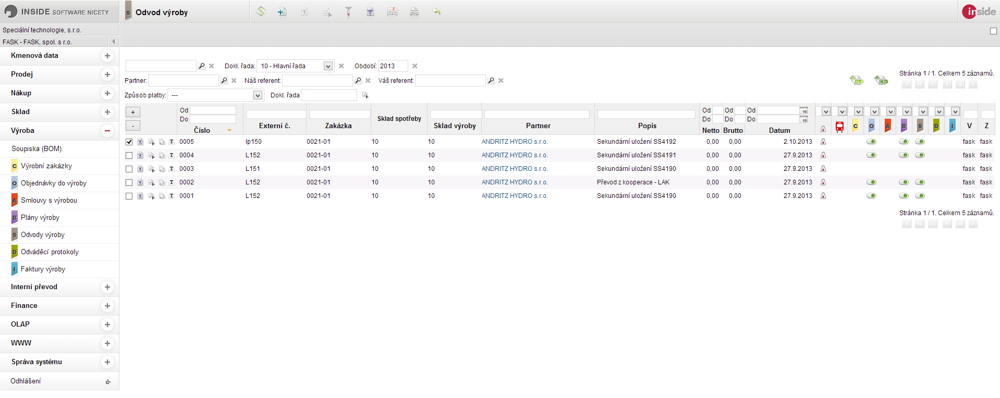 INSIDE SOFTWARE NICETY
s Odvod výroby
inside
Speciální technologie, s.r.o.
FASK - FASK, spol. s r.o.
Kmenová data
Prodej
Nákup
Sklad
Výroba
Soupiska (BOM)
C Výrobní zakázky
O Objednávky do výroby
A Smlouvy s výrobou
B Plány výroby
S Odvody výroby
D Odváděcí protokoly
I Faktury výroby
Interní převod
Finance
OLAP
WWW
Správa systému
Odhlášení
Dokl. řada: 10 - Hlavní řada Období: 2013
Partner: Náš referent: Váš referent:
Způsob platby: --- Dokl. řada
XLS CSV
Stránka 1 / 1. Celkem 5 záznamů.
+ Od Od Od Od 15
- Do Do Do Do 15
Číslo Externí č. Zakázka Sklad spotřeby Sklad výroby Partner Popis Netto Brutto Datum C O A B S D I V Z
T 0005 lp150 0021-01 10 10 ANDRITZ HYDRO s.r.o. Sekundární uložení SS4192 0,00 0,00 2.10.2013 fask fask
T 0004 L152 0021-01 10 10 ANDRITZ HYDRO s.r.o. Sekundární uložení SS4191 0,00 0,00 27.9.2013 fask fask
T 0003 L151 0021-01 10 10 ANDRITZ HYDRO s.r.o. Sekundární uložení SS4190 0,00 0,00 27.9.2013 fask fask
T 0002 L152 0021-01 10 10 ANDRITZ HYDRO s.r.o. Převod z kooperace - LAK 0,00 0,00 27.9.2013 fask fask
T 0001 L152 0021-01 10 10 ANDRITZ HYDRO s.r.o. Sekundární uložení SS4190 0,00 0,00 27.9.2013 fask fask
Stránka 1 / 1. Celkem 5 záznamů.